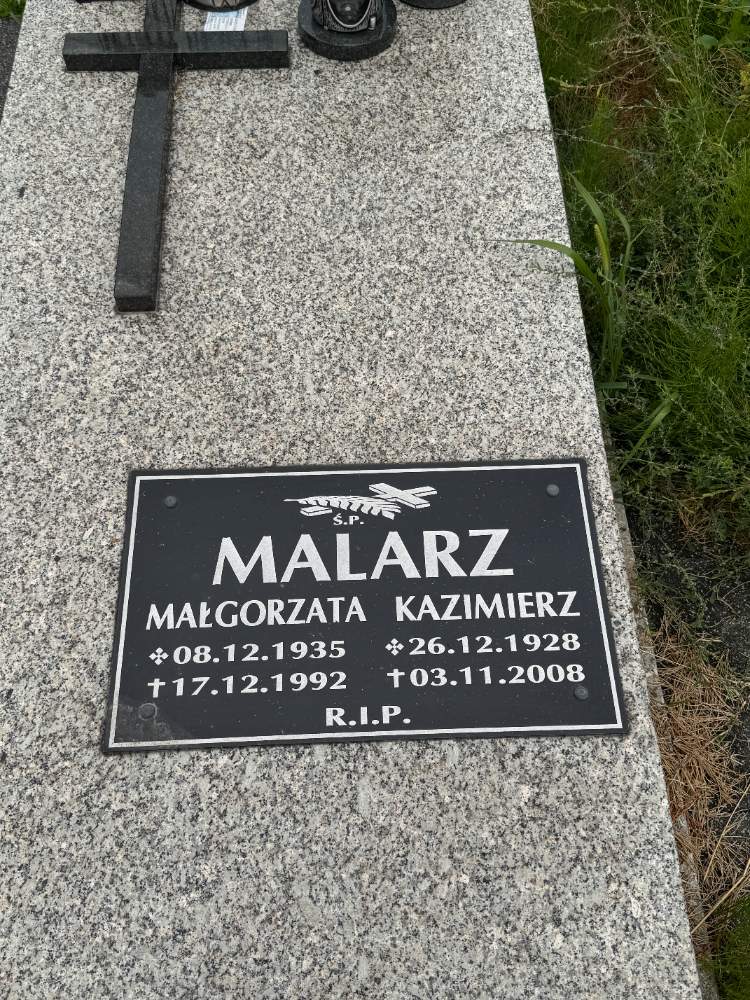 Ś.P.
MALARZ
MAŁGORZATA KAZIMIERZ
08.12.1935 26.12.1928
†17.12.1992 †03.11.2008
R.I.P.